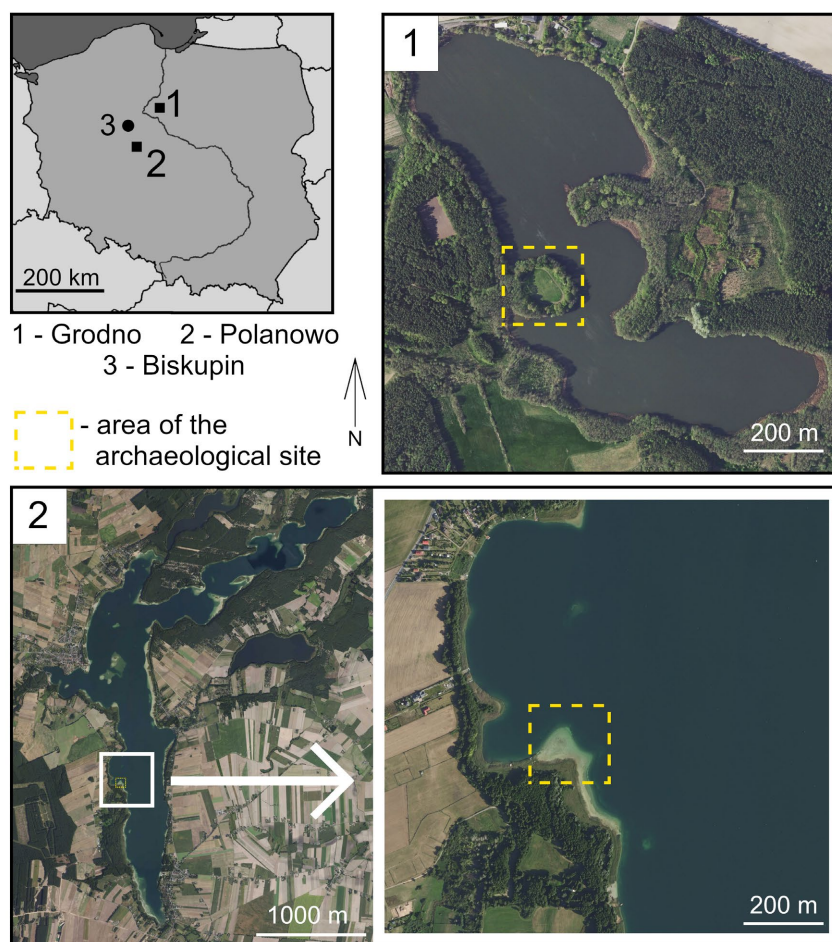 1
3
2
200 km
1 - Grodno 2 - Polanowo
3 - Biskupin
- area of the
archaeological site
N
1
200 m
2
1000 m
200 m